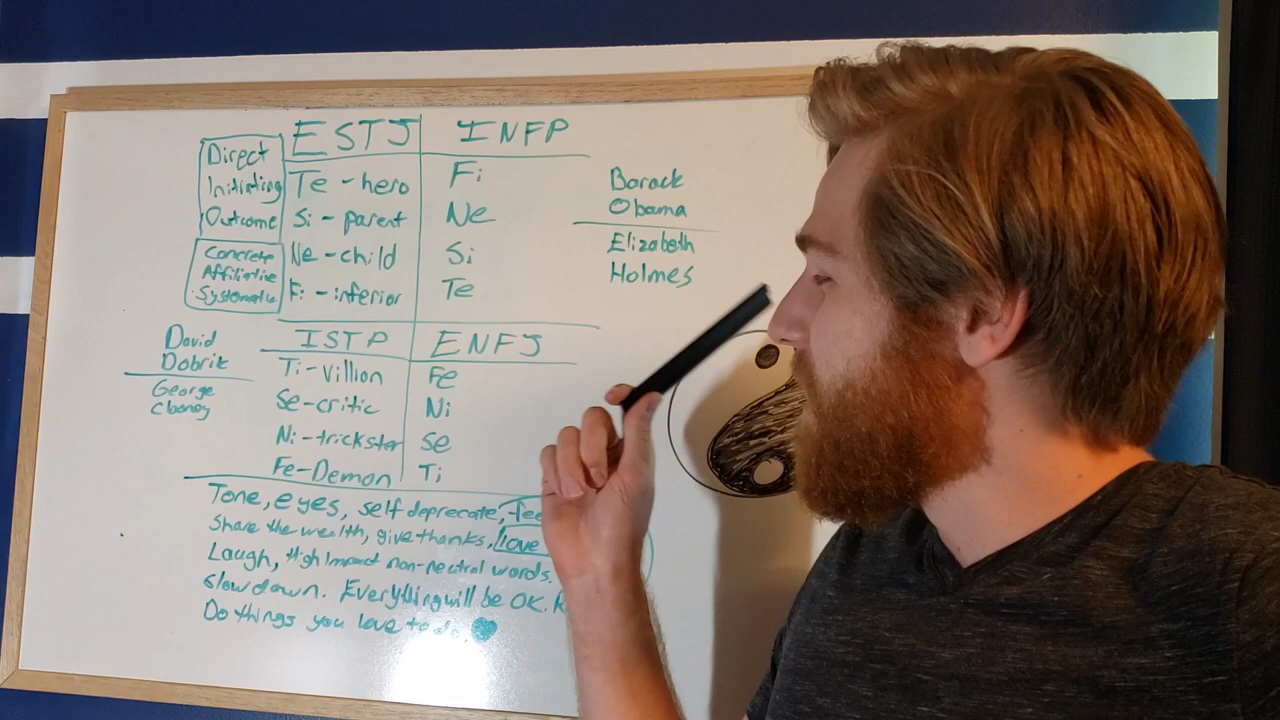 ESTJ INFP
Direct
Initiating
Outcome
Concrete
Affiliative
Systematic
Te - hero Fi
Si - parent Ne
Ne - child Si
Fi - inferior Te
Barack
Obama
Elizabeth
Holmes
David
Dobrik
George
Clooney
ISTP ENFJ
Ti - villion Fe
Se - critic Ni
Ni - trickster Se
Fe - Demon Ti
Tone, eyes, self deprecate,
Share the wealth, give thanks, love
Laugh, High Impact non-neutral words.
slow down. Everything will be OK.
Do things you love to do.